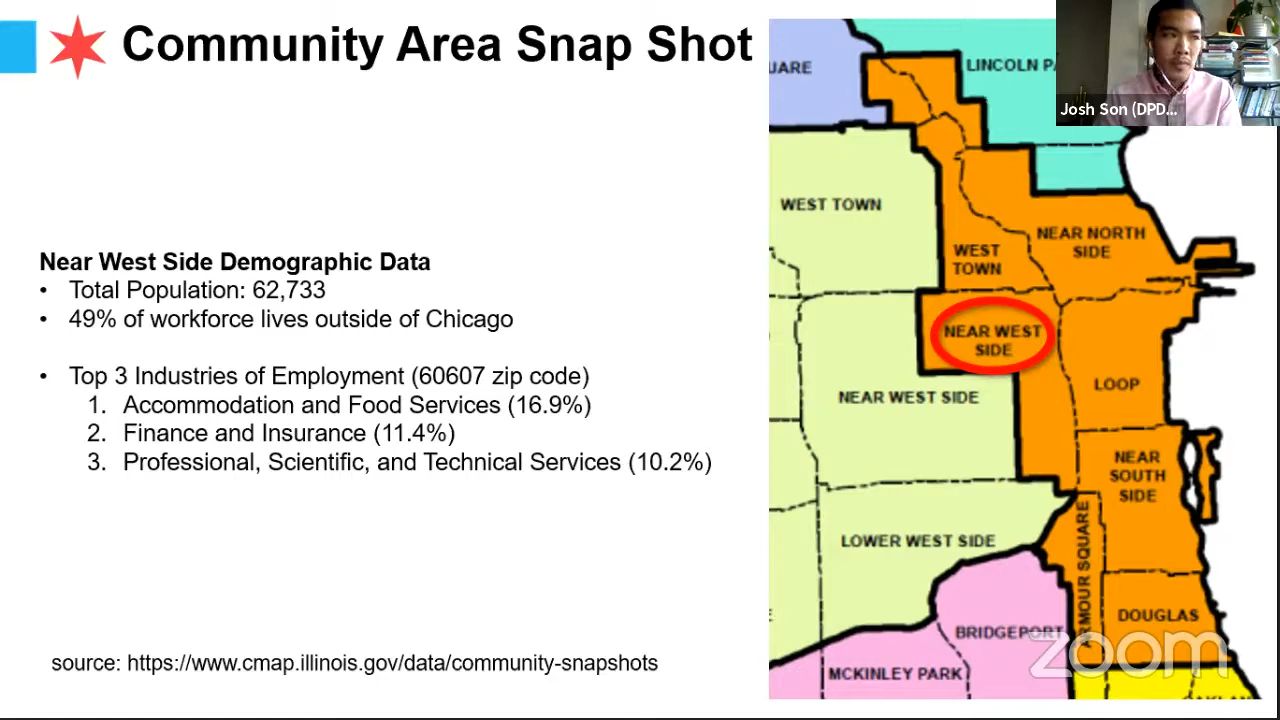 Community Area Snap Shot
Near West Side Demographic Data
• Total Population: 62,733
• 49% of workforce lives outside of Chicago
• Top 3 Industries of Employment (60607 zip code)
1. Accommodation and Food Services (16.9%)
2. Finance and Insurance (11.4%)
3. Professional, Scientific, and Technical Services (10.2%)
source: https://www.cmap.illinois.gov/data/community-snapshots
UARE
LINCOLN P
Josh Son (DPD...
WEST TOWN
NEAR NORTH
SIDE
WEST
TOWN
NEAR WEST
SIDE
LOOP
NEAR WEST SIDE
NEAR
SOUTH
SIDE
LOWER WEST SIDE
ARMOUR SQUARE
DOUGLAS
BRIDGEPORT
MCKINLEY PARK
zoom